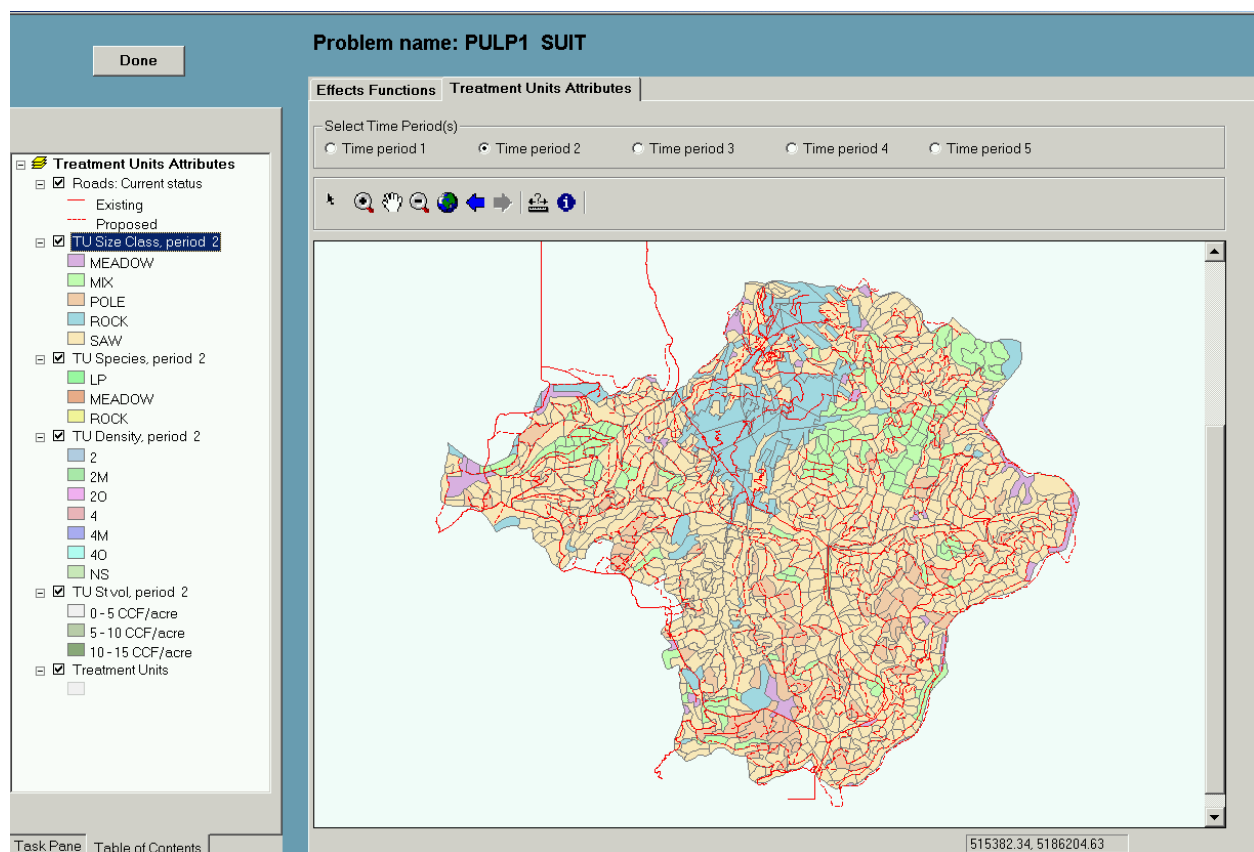 Done
Problem name: PULP1 SUIT
Effects Functions Treatment Units Attributes
Select Time Period(s)
Time period 1 Time period 2 Time period 3 Time period 4 Time period 5
Treatment Units Attributes
Roads: Current status
Existing
Proposed
TU Size Class, period 2
MEADOW
MIX
POLE
ROCK
SAW
TU Species, period 2
LP
MEADOW
ROCK
TU Density, period 2
2
2M
2O
4
4M
4O
NS
TU Stvol, period 2
0 - 5 CCF/acre
5 - 10 CCF/acre
10 - 15 CCF/acre
Treatment Units
Task Pane Table of Contents
515382.34, 5186204.63